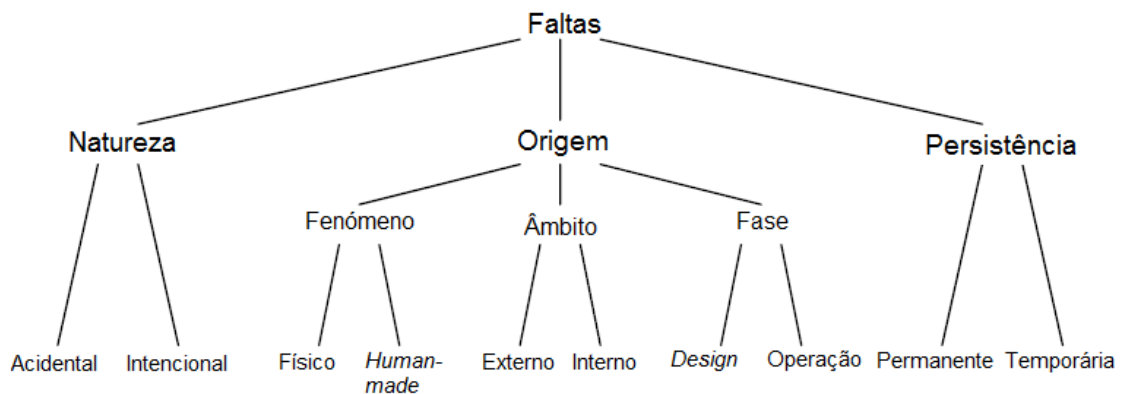 Faltas
Natureza
Origem
Persistência
Fenómeno
Âmbito
Fase
Acidental
Intencional
Físico
Human-
made
Externo
Interno
Design
Operação
Permanente
Temporária